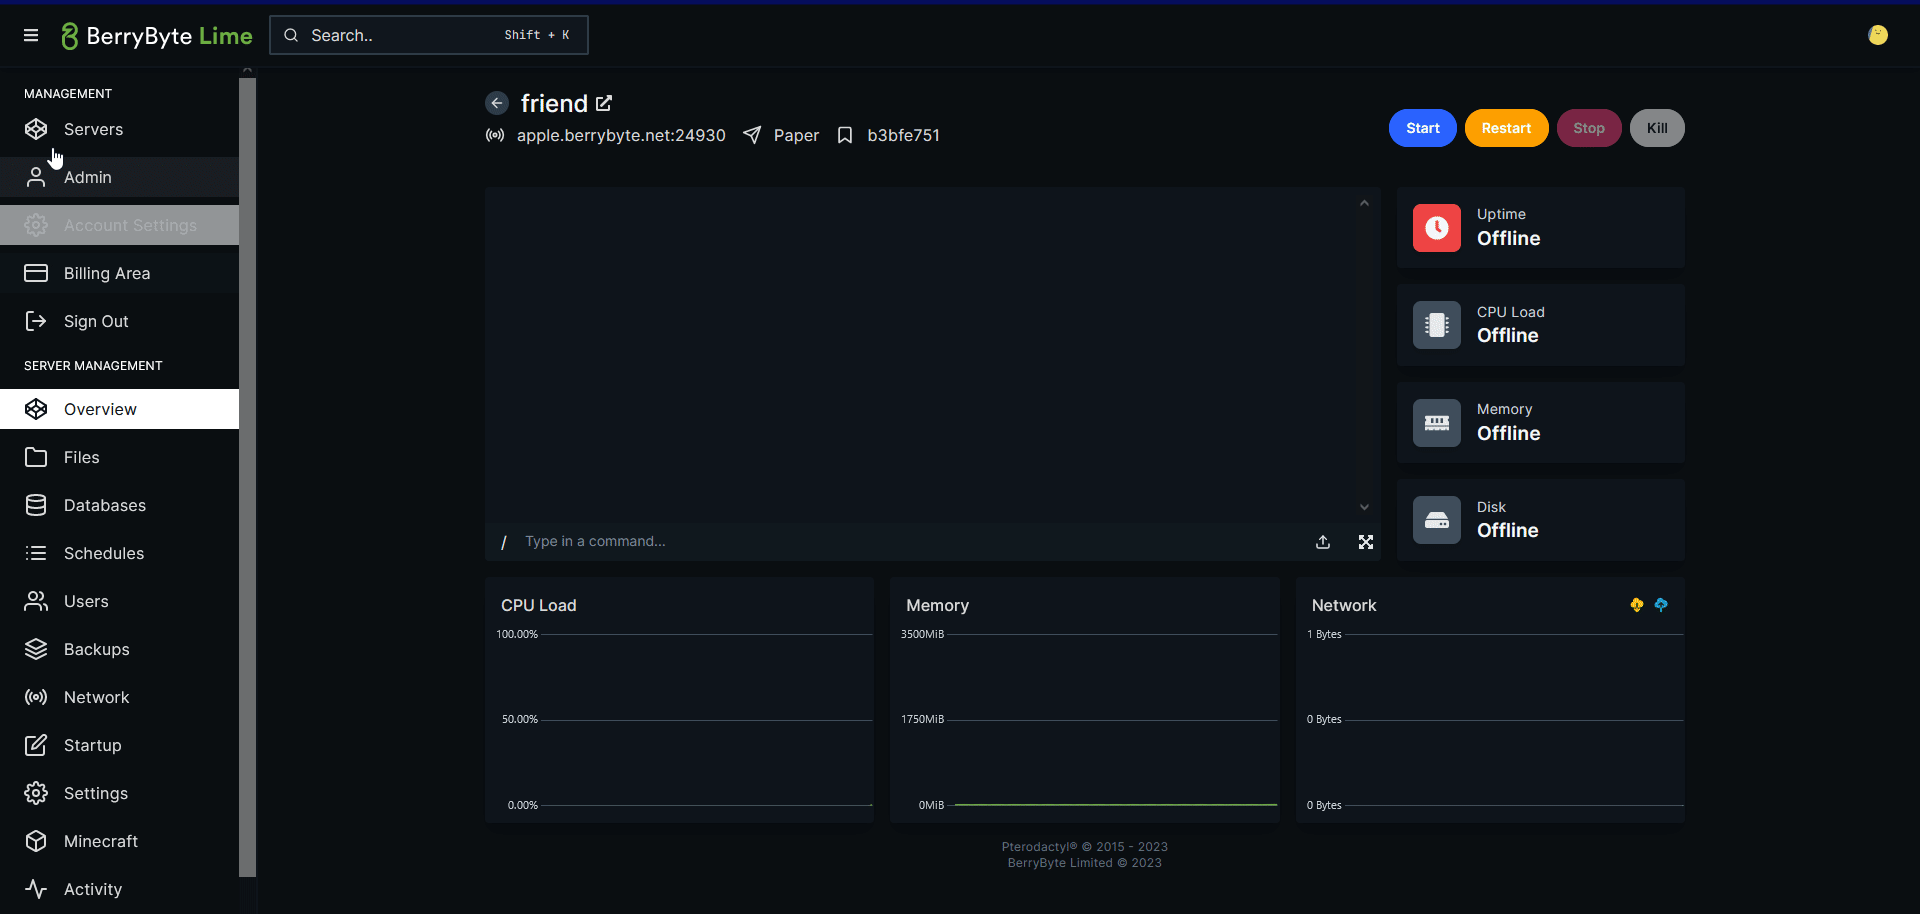 BerryByte Lime
Search..
Shift + K
MANAGEMENT
Servers
Admin
Account Settings
Billing Area
Sign Out
SERVER MANAGEMENT
Overview
Files
Databases
Schedules
Users
Backups
Network
Startup
Settings
Minecraft
Activity
friend
apple.berrybyte.net:24930 Paper b3bfe751
Start Restart Stop Kill
/ Type in a command...
Uptime
Offline
CPU Load
Offline
Memory
Offline
Disk
Offline
CPU Load
100.00%
50.00%
0.00%
Memory
3500MiB
1750MiB
0MiB
Network
1 Bytes
0 Bytes
0 Bytes
Pterodactyl® © 2015 - 2023
BerryByte Limited © 2023